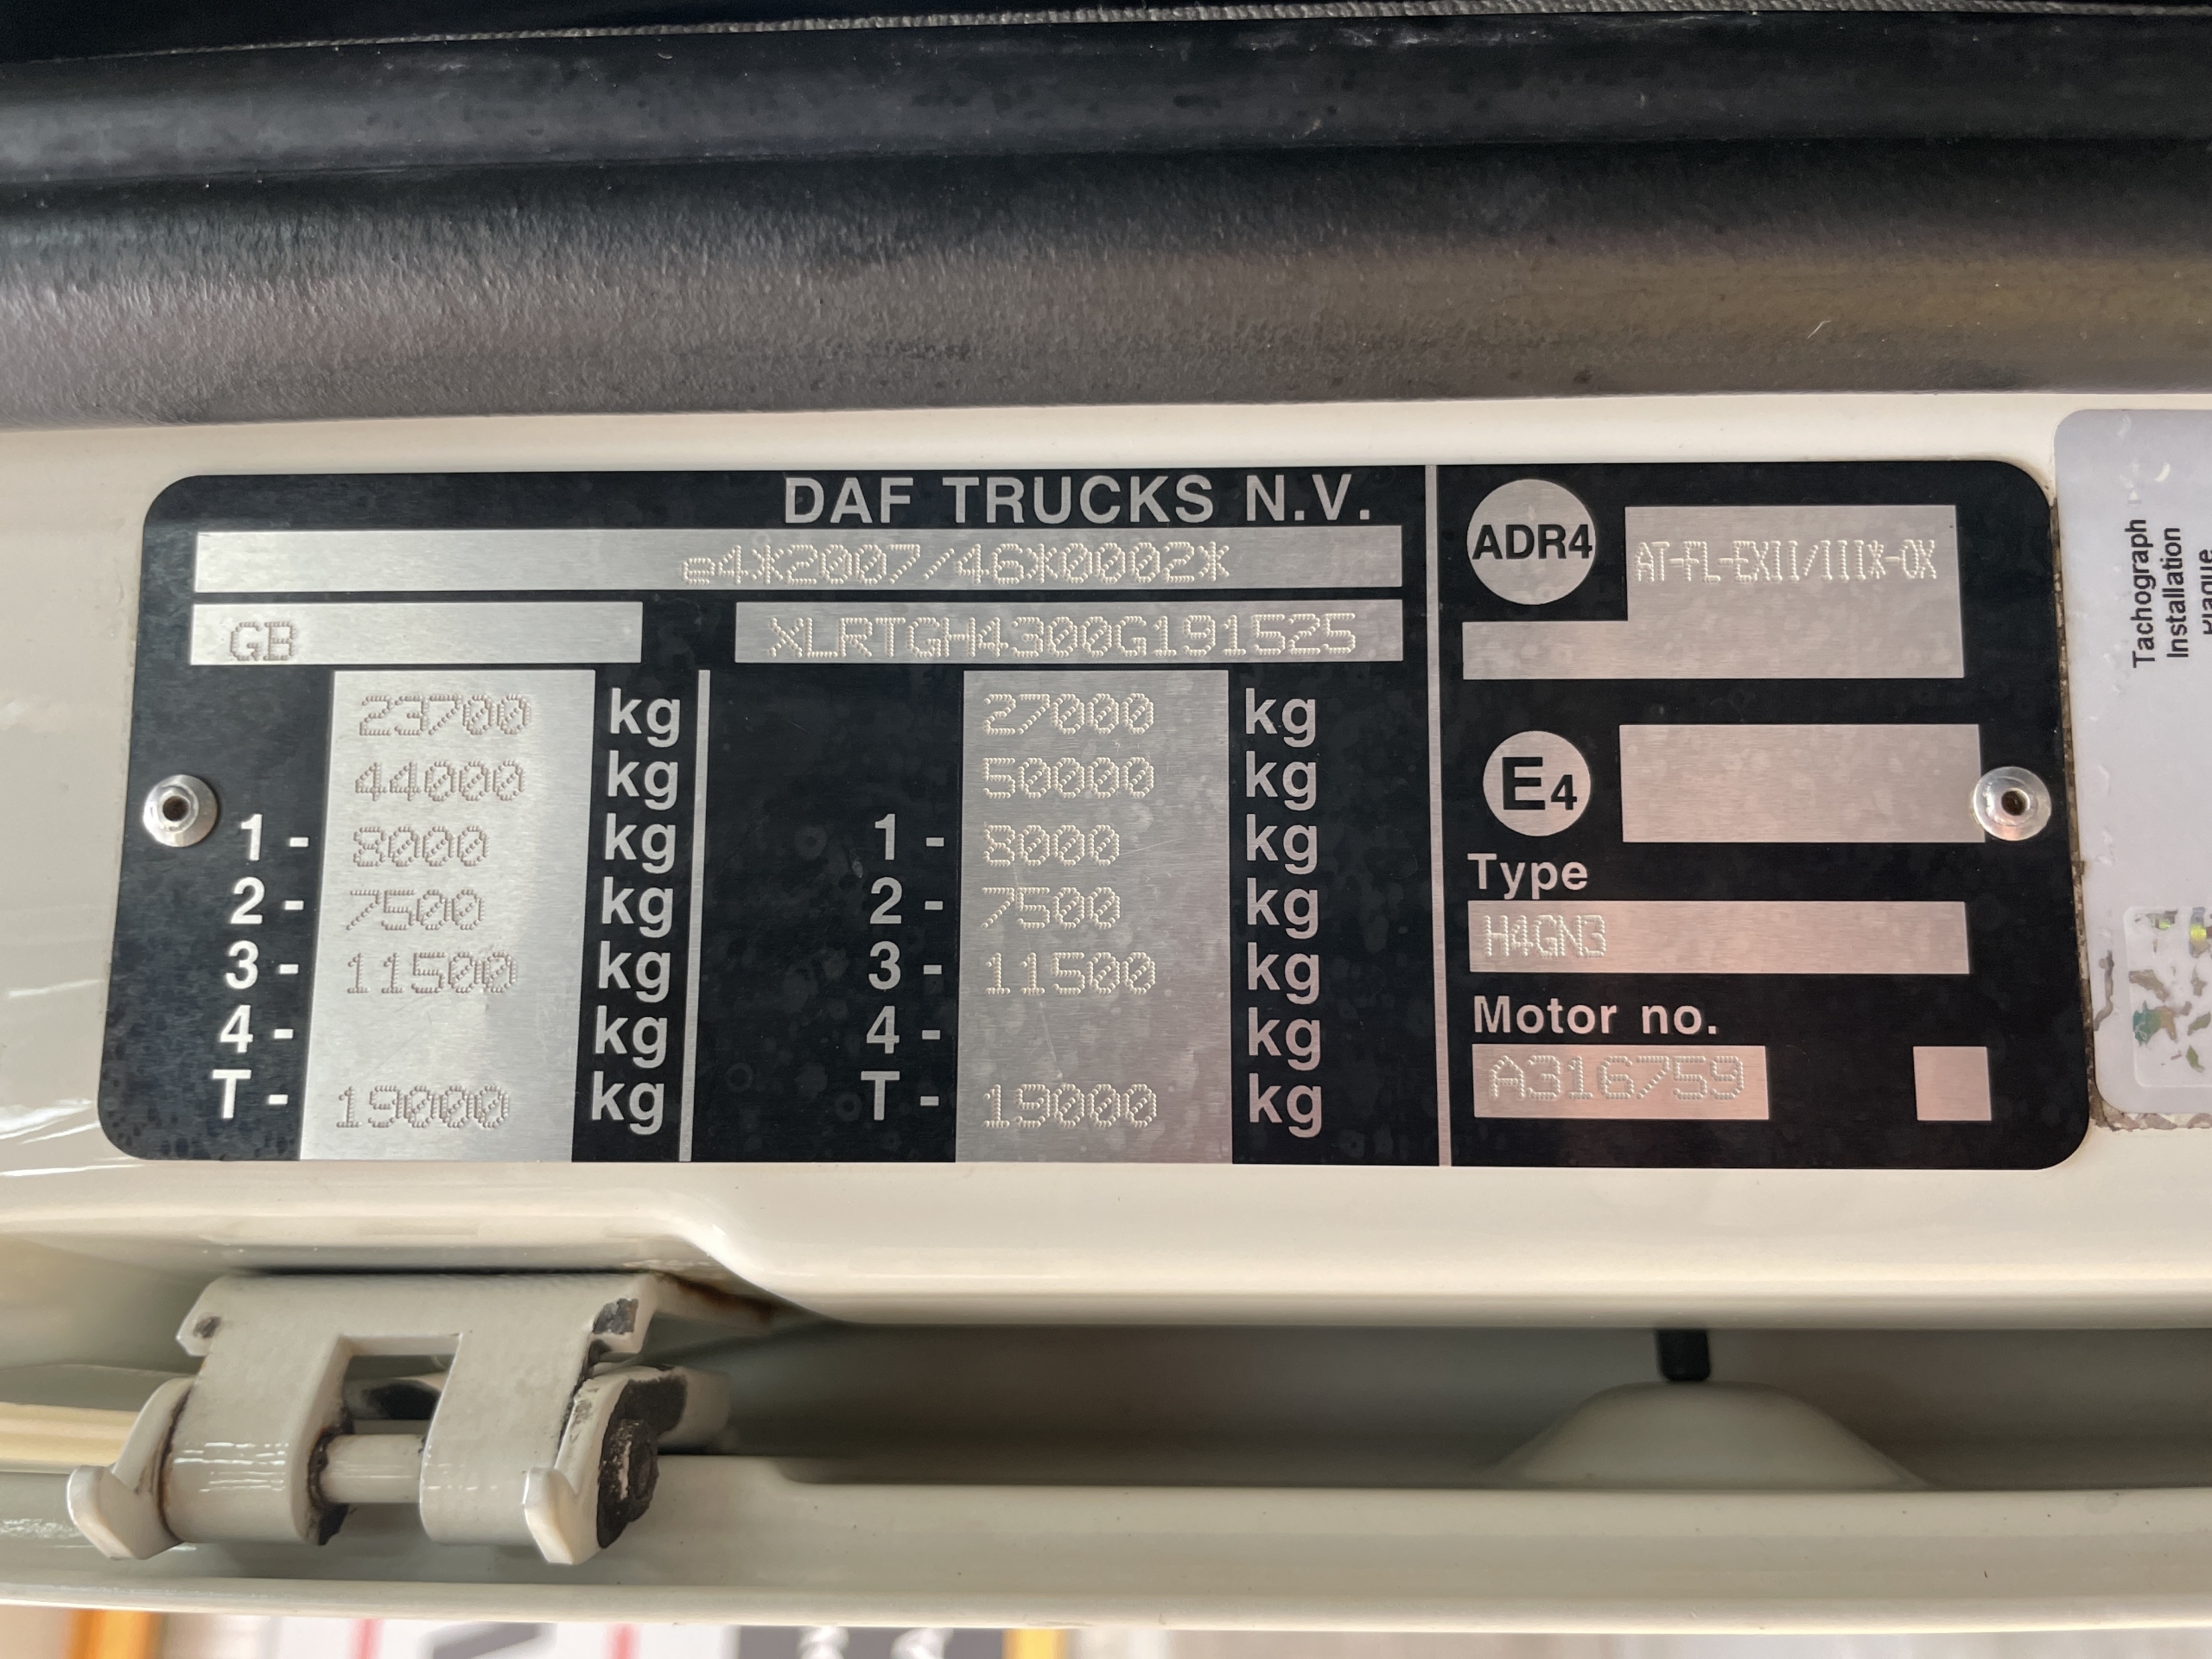 DAF TRUCKS N.V.
e4*2007/46*0002*
GB
XLRTGH4300G191525
23700 kg
44000 kg
1 - 8000 kg
2 - 7500 kg
3 - 11500 kg
4 - kg
T - 19000 kg
27000 kg
50000 kg
1 - 8000 kg
2 - 7500 kg
3 - 11500 kg
4 - kg
T - 19000 kg
ADR4
AT-FL-EXII/III*-OX
E4
Type
H4GN3
Motor no.
A316759
Tachograph
Installation